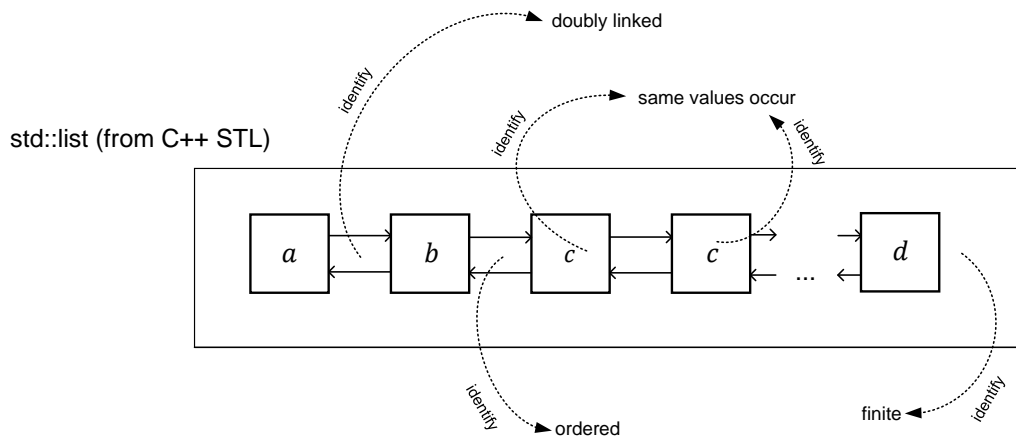 doubly linked
identify
same values occur
identify
identify
std::list (from C++ STL)
a
b
c
c
...
d
identify
ordered
finite
identify